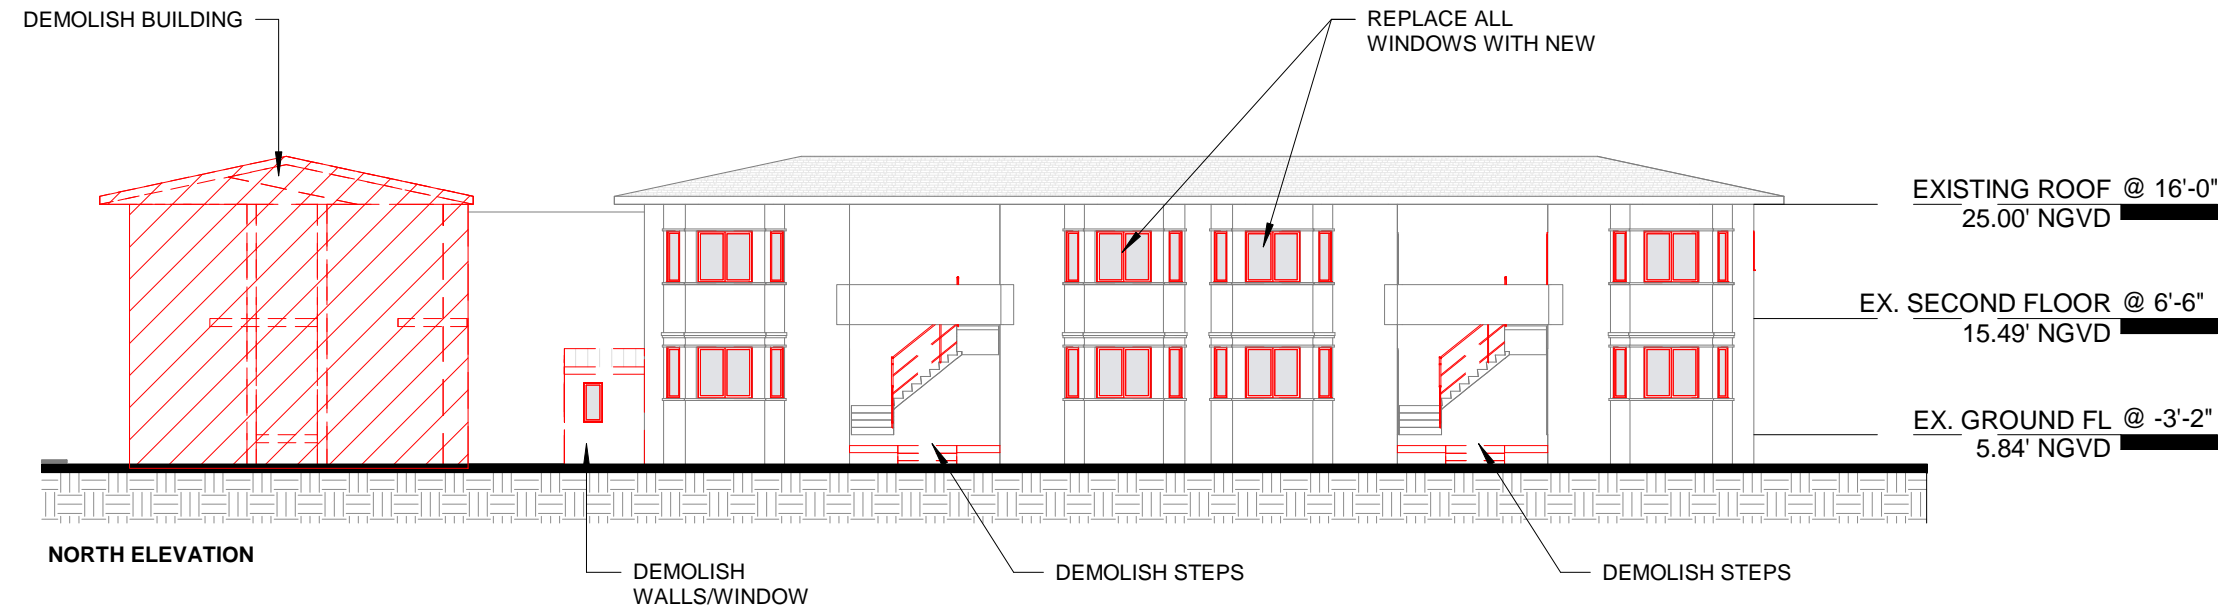 DEMOLISH BUILDING
REPLACE ALL
WINDOWS WITH NEW
EXISTING ROOF @ 16'-0"
25.00' NGVD
EX. SECOND FLOOR @ 6'-6"
15.49' NGVD
EX. GROUND FL @ -3'-2"
5.84' NGVD
NORTH ELEVATION
DEMOLISH
WALLS/WINDOW
DEMOLISH STEPS
DEMOLISH STEPS